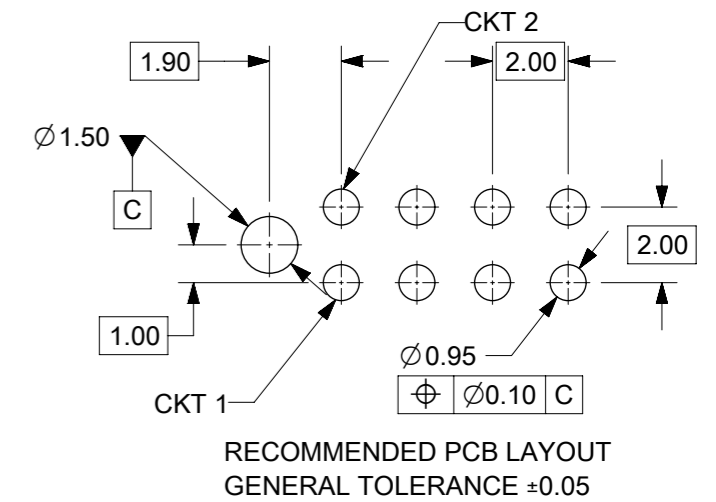 CKT 2
1.90
2.00
∅1.50
C
2.00
1.00
∅0.95
⌖ ∅0.10 C
CKT 1
RECOMMENDED PCB LAYOUT
GENERAL TOLERANCE ±0.05